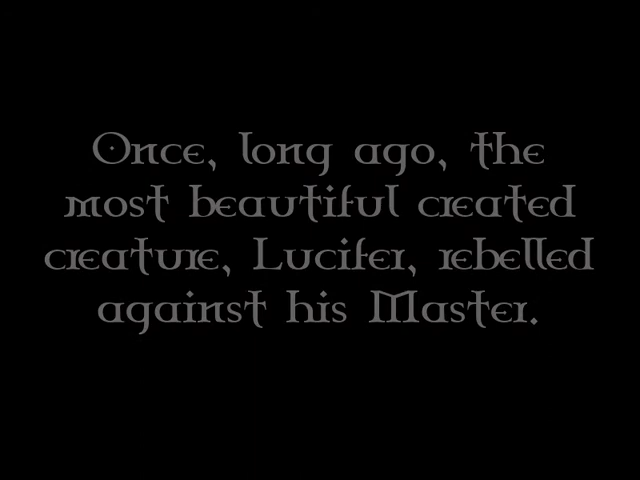 Once, long ago, the
most beautiful created
creature, Lucifer, rebelled
against his Master.